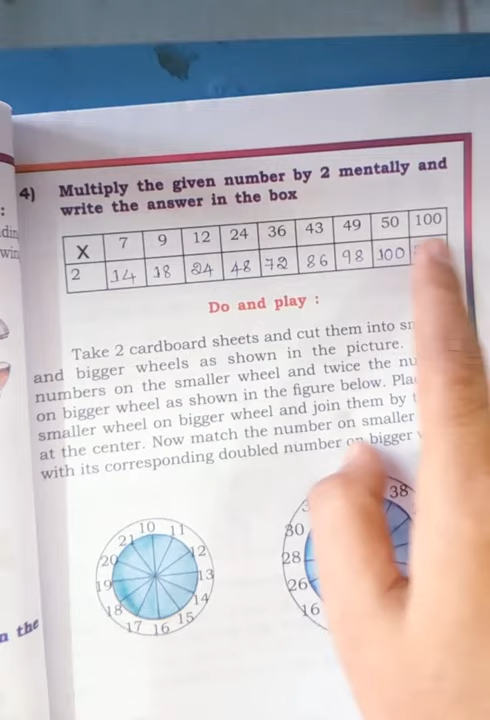 4) Multiply the given number by 2 mentally and
write the answer in the box
X 7 9 12 24 36 43 49 50 100
2 14 18 24 48 72 86 98 100
Do and play :
Take 2 cardboard sheets and cut them into
and bigger wheels as shown in the picture.
numbers on the smaller wheel and twice the
on bigger wheel as shown in the figure below.
smaller wheel on bigger wheel and join them by
at the center. Now match the number on smaller
with its corresponding doubled number on bigger
10 11 12 13 14 15 16 17 18 19 20 21
38
30
28
26
16
the